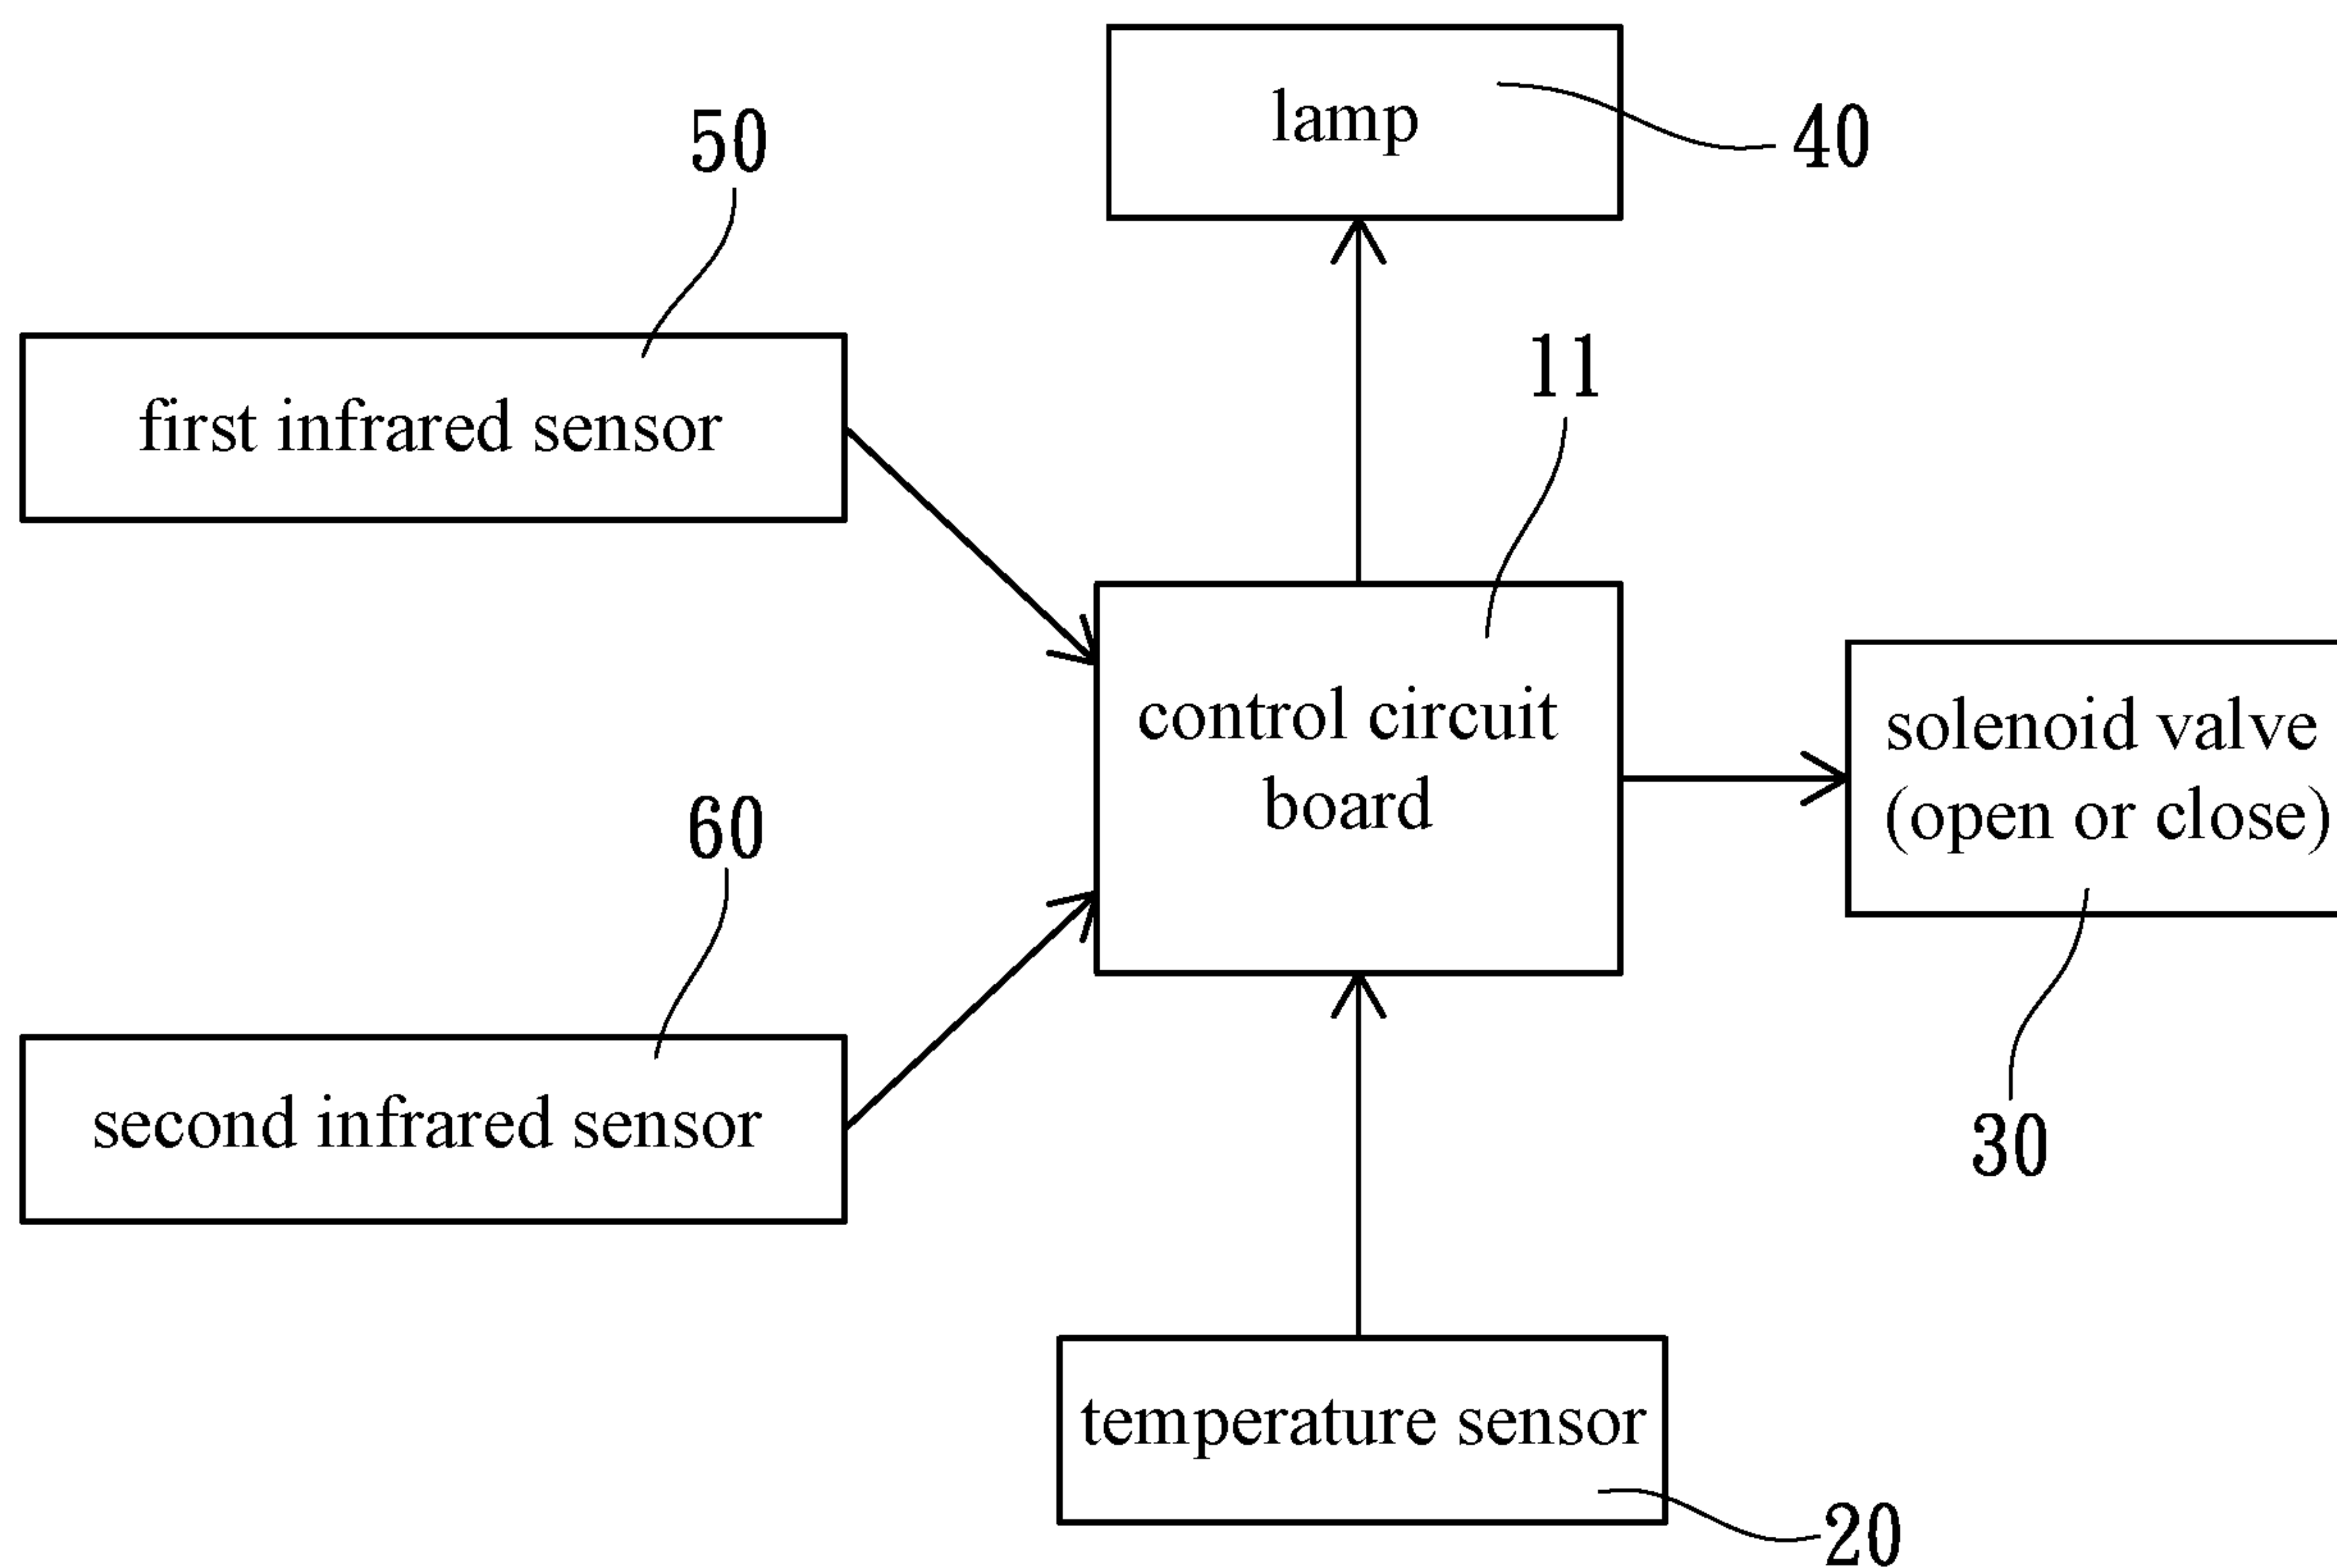 lamp
40
50
first infrared sensor
11
control circuit
board
solenoid valve
(open or close)
60
30
second infrared sensor
temperature sensor
20